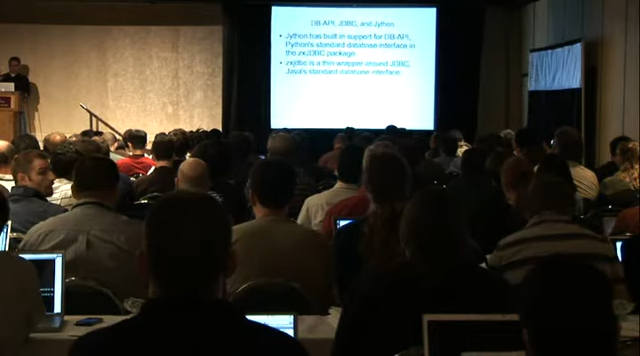 DB-API, JDBC, and Jython
• Jython has built in support for DB-API,
Python's standard database interface in
the zxJDBC package.
• zxjdbc is a thin wrapper around JDBC,
Java's standard database interface.